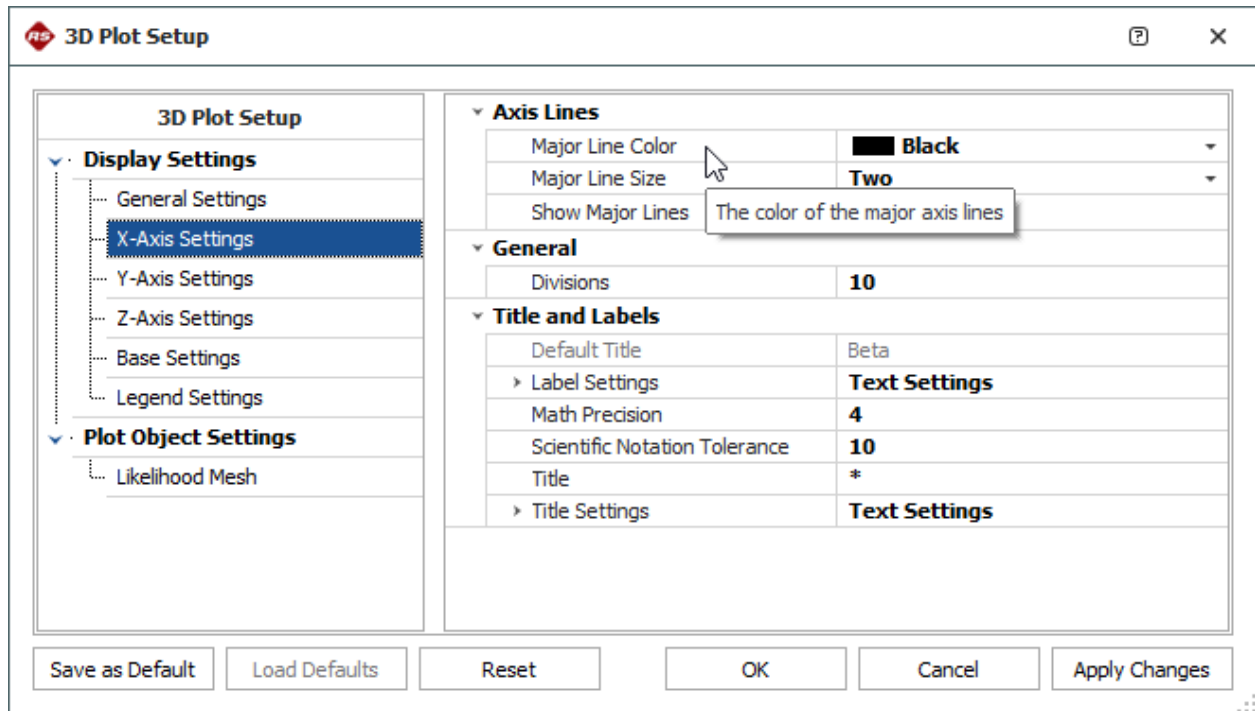 RS 3D Plot Setup
3D Plot Setup
Display Settings
General Settings
X-Axis Settings
Y-Axis Settings
Z-Axis Settings
Base Settings
Legend Settings
Plot Object Settings
Likelihood Mesh
Axis Lines
Major Line Color Black
Major Line Size Two
Show Major Lines
The color of the major axis lines
General
Divisions 10
Title and Labels
Default Title Beta
Label Settings Text Settings
Math Precision 4
Scientific Notation Tolerance 10
Title *
Title Settings Text Settings
Save as Default Load Defaults Reset OK Cancel Apply Changes